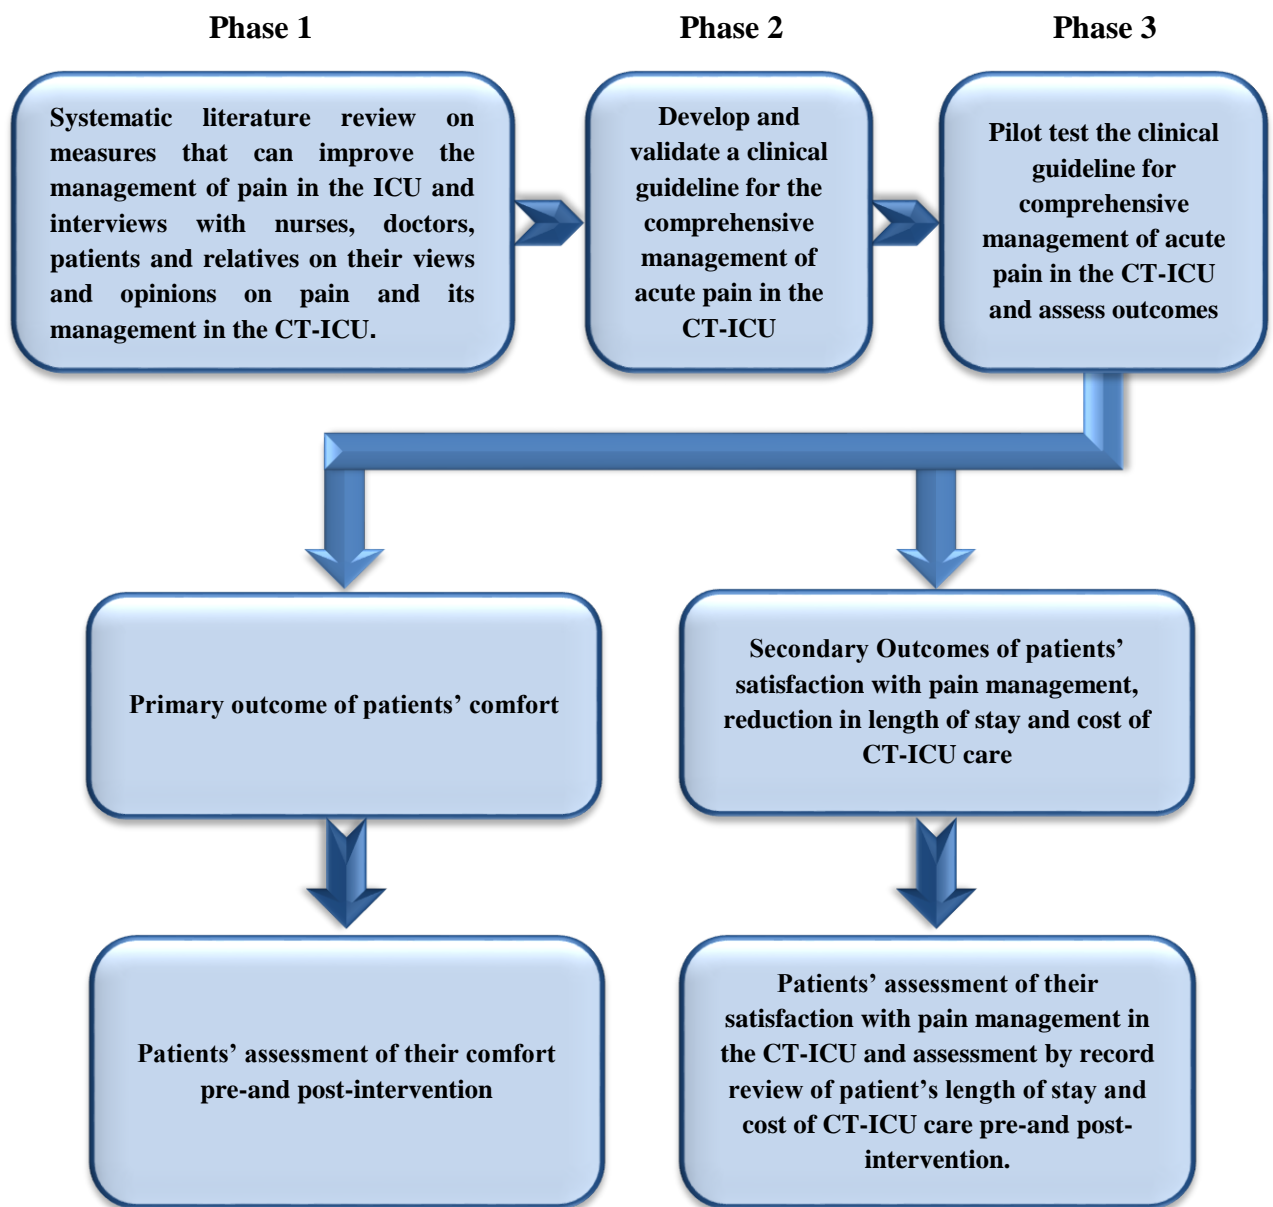 Phase 1
Phase 2
Phase 3
Systematic literature review on
measures that can improve the
management of pain in the ICU and
interviews with nurses, doctors,
patients and relatives on their views
and opinions on pain and its
management in the CT-ICU.
Develop and
validate a clinical
guideline for the
comprehensive
management of
acute pain in the
CT-ICU
Pilot test the clinical
guideline for
comprehensive
management of acute
pain in the CT-ICU
and assess outcomes
Primary outcome of patients’ comfort
Secondary Outcomes of patients’
satisfaction with pain management,
reduction in length of stay and cost of
CT-ICU care
Patients’ assessment of their comfort
pre-and post-intervention
Patients’ assessment of their
satisfaction with pain management in
the CT-ICU and assessment by record
review of patient’s length of stay and
cost of CT-ICU care pre-and post-
intervention.